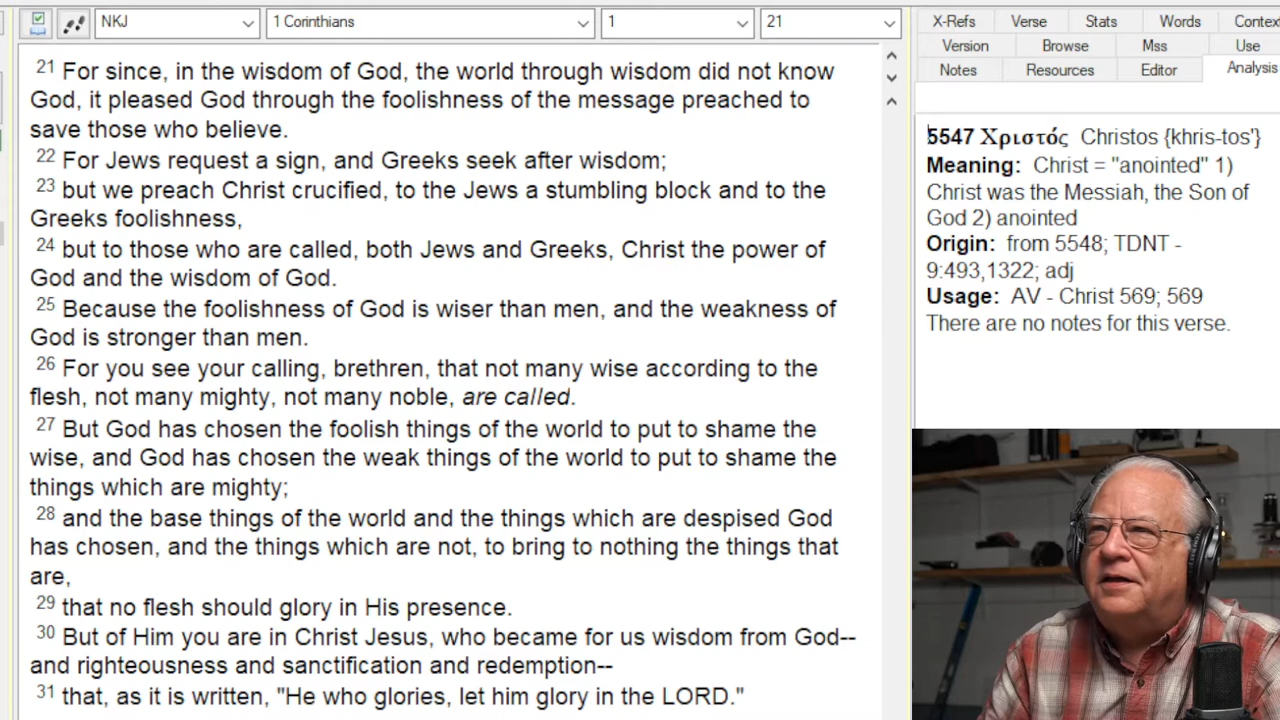 NKJ
1 Corinthians
1
21
21 For since, in the wisdom of God, the world through wisdom did not know
God, it pleased God through the foolishness of the message preached to
save those who believe.
22 For Jews request a sign, and Greeks seek after wisdom;
23 but we preach Christ crucified, to the Jews a stumbling block and to the
Greeks foolishness,
24 but to those who are called, both Jews and Greeks, Christ the power of
God and the wisdom of God.
25 Because the foolishness of God is wiser than men, and the weakness of
God is stronger than men.
26 For you see your calling, brethren, that not many wise according to the
flesh, not many mighty, not many noble, are called.
27 But God has chosen the foolish things of the world to put to shame the
wise, and God has chosen the weak things of the world to put to shame the
things which are mighty;
28 and the base things of the world and the things which are despised God
has chosen, and the things which are not, to bring to nothing the things that
are,
29 that no flesh should glory in His presence.
30 But of Him you are in Christ Jesus, who became for us wisdom from God--
and righteousness and sanctification and redemption--
31 that, as it is written, "He who glories, let him glory in the LORD."
X-Refs Verse Stats Words Contex
Version Browse Mss Use
Notes Resources Editor Analysis
5547 Χριστός Christos {khris-tos'}
Meaning: Christ = "anointed" 1)
Christ was the Messiah, the Son of
God 2) anointed
Origin: from 5548; TDNT -
9:493,1322; adj
Usage: AV - Christ 569; 569
There are no notes for this verse.